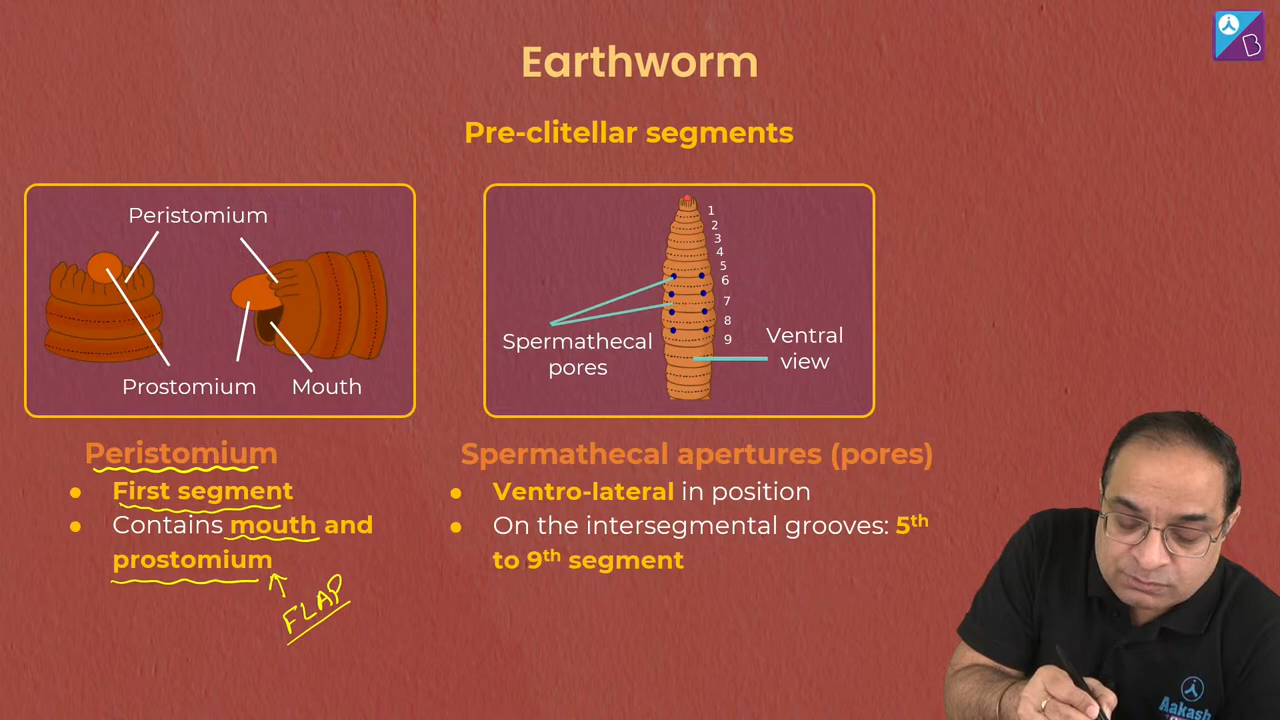 Earthworm
Pre-clitellar segments
Peristomium
Prostomium
Mouth
1
2
3
4
5
6
7
8
9
Spermathecal
pores
Ventral
view
Peristomium
• First segment
• Contains mouth and
prostomium
FLAP
Spermathecal apertures (pores)
• Ventro-lateral in position
• On the intersegmental grooves: 5th
to 9th segment
B
Aakash